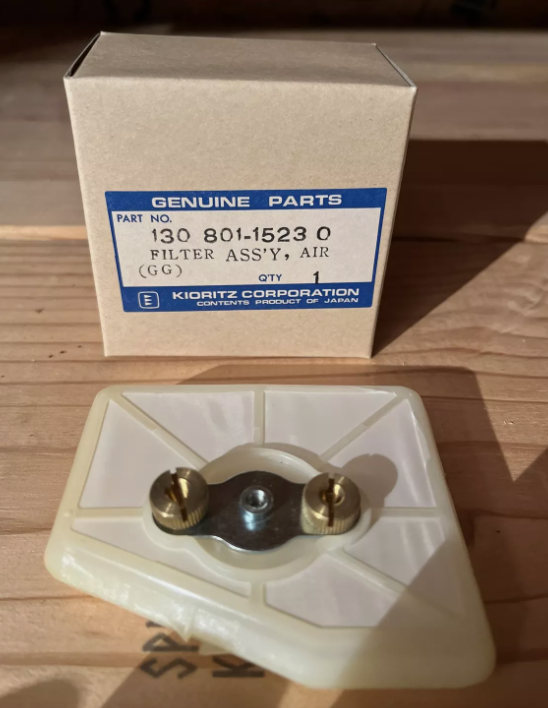 GENUINE PARTS
PART NO.
130 801-1523 0
FILTER ASS'Y, AIR
(GG)
Q'TY 1
KIORITZ CORPORATION
CONTENTS PRODUCT OF JAPAN